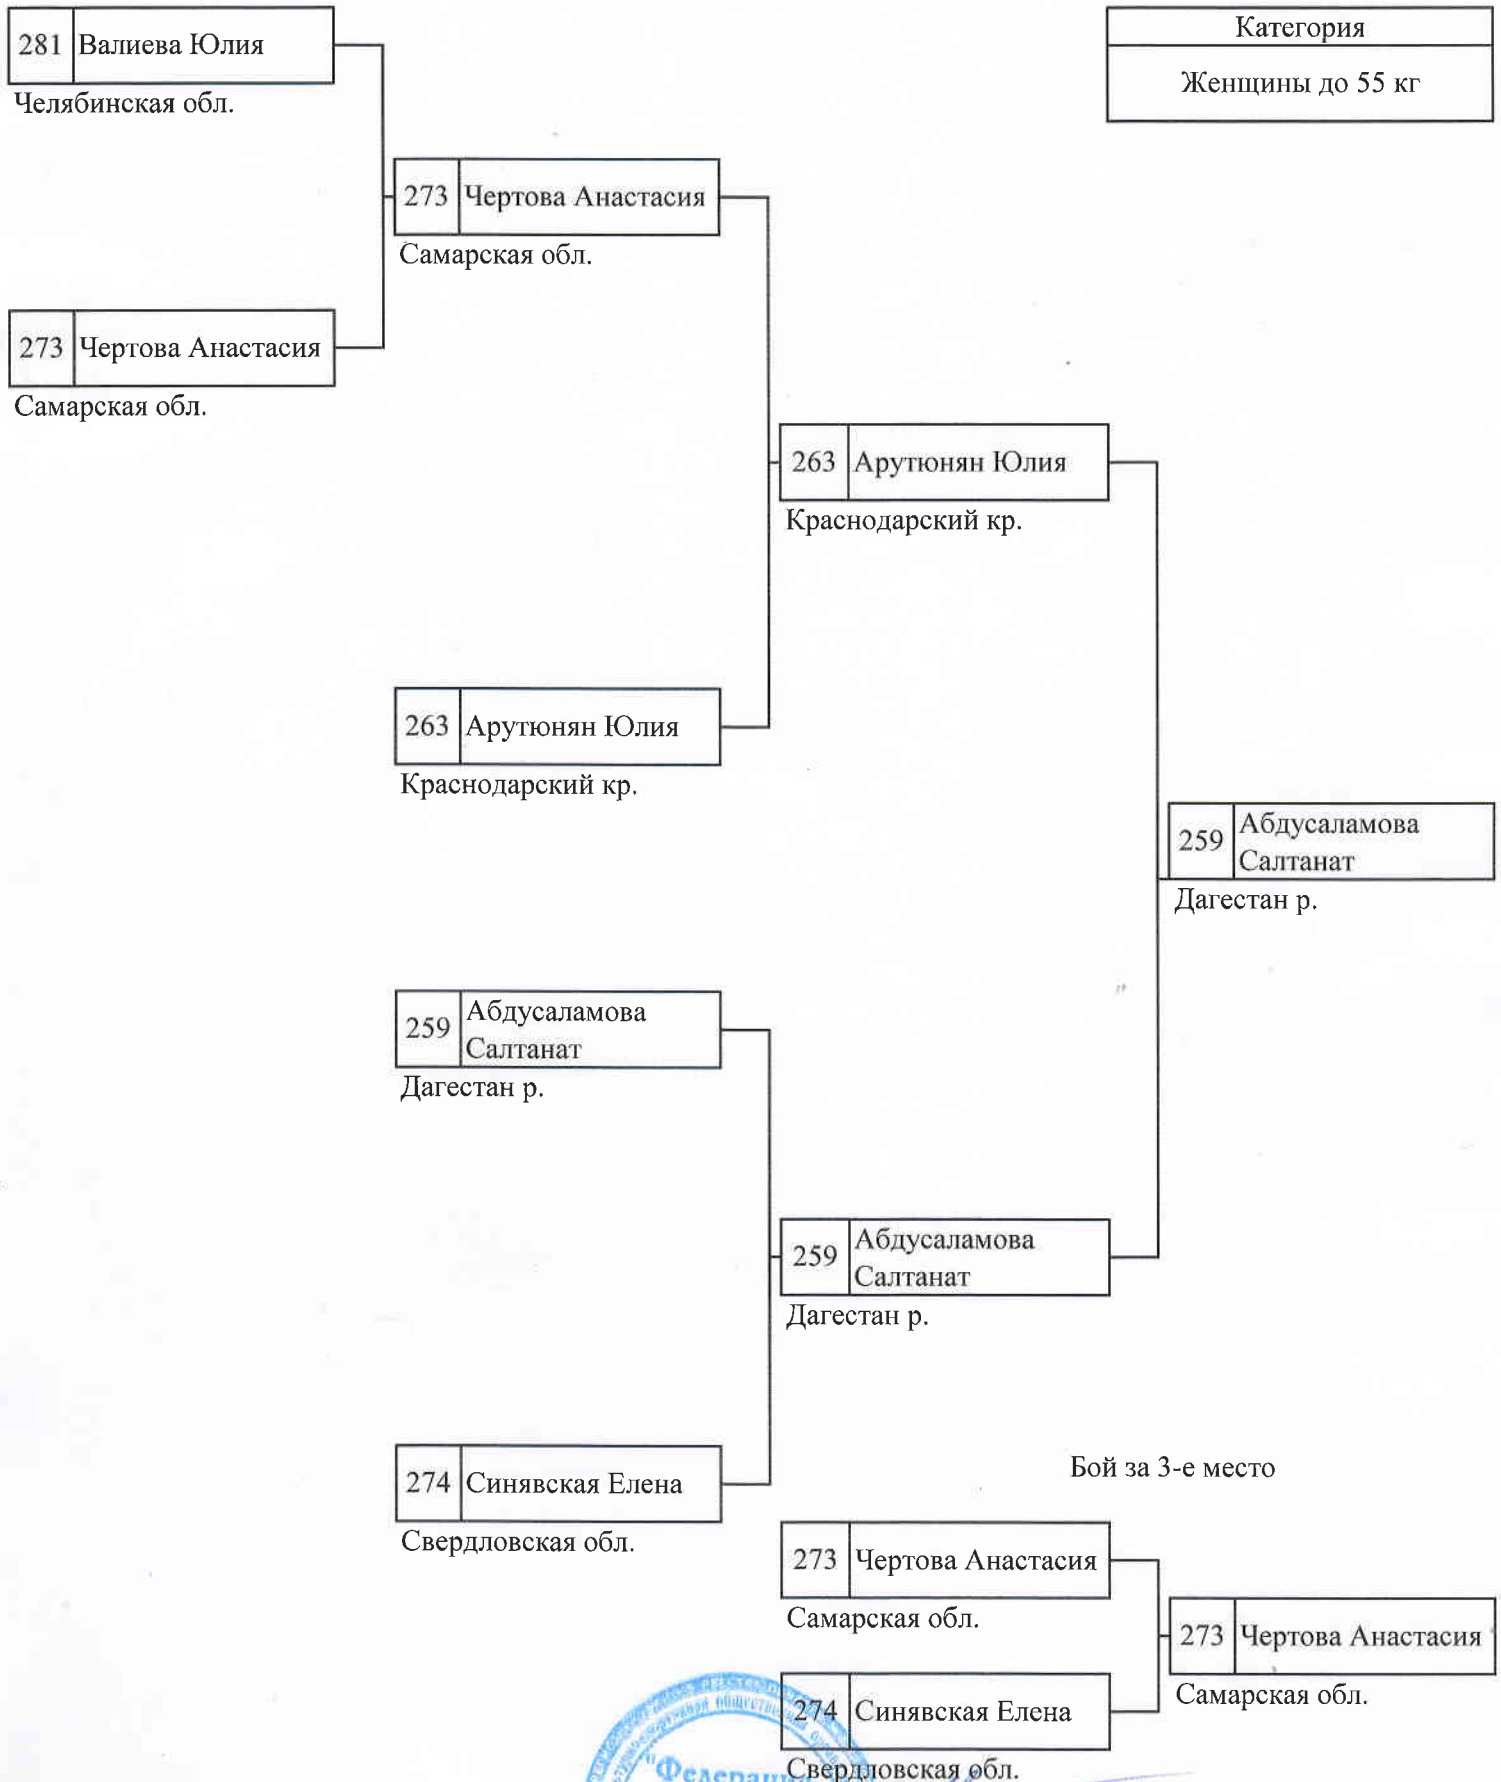 281 Валиева Юлия
Челябинская обл.
Категория
Женщины до 55 кг
273 Чертова Анастасия
Самарская обл.
273 Чертова Анастасия
Самарская обл.
263 Арутюнян Юлия
Краснодарский кр.
263 Арутюнян Юлия
Краснодарский кр.
259 Абдусаламова
Салтанат
Дагестан р.
259 Абдусаламова
Салтанат
Дагестан р.
259 Абдусаламова
Салтанат
Дагестан р.
274 Синявская Елена
Свердловская обл.
Бой за 3-е место
273 Чертова Анастасия
Самарская обл.
273 Чертова Анастасия
Самарская обл.
274 Синявская Елена
Свердловская обл.
"Федерация